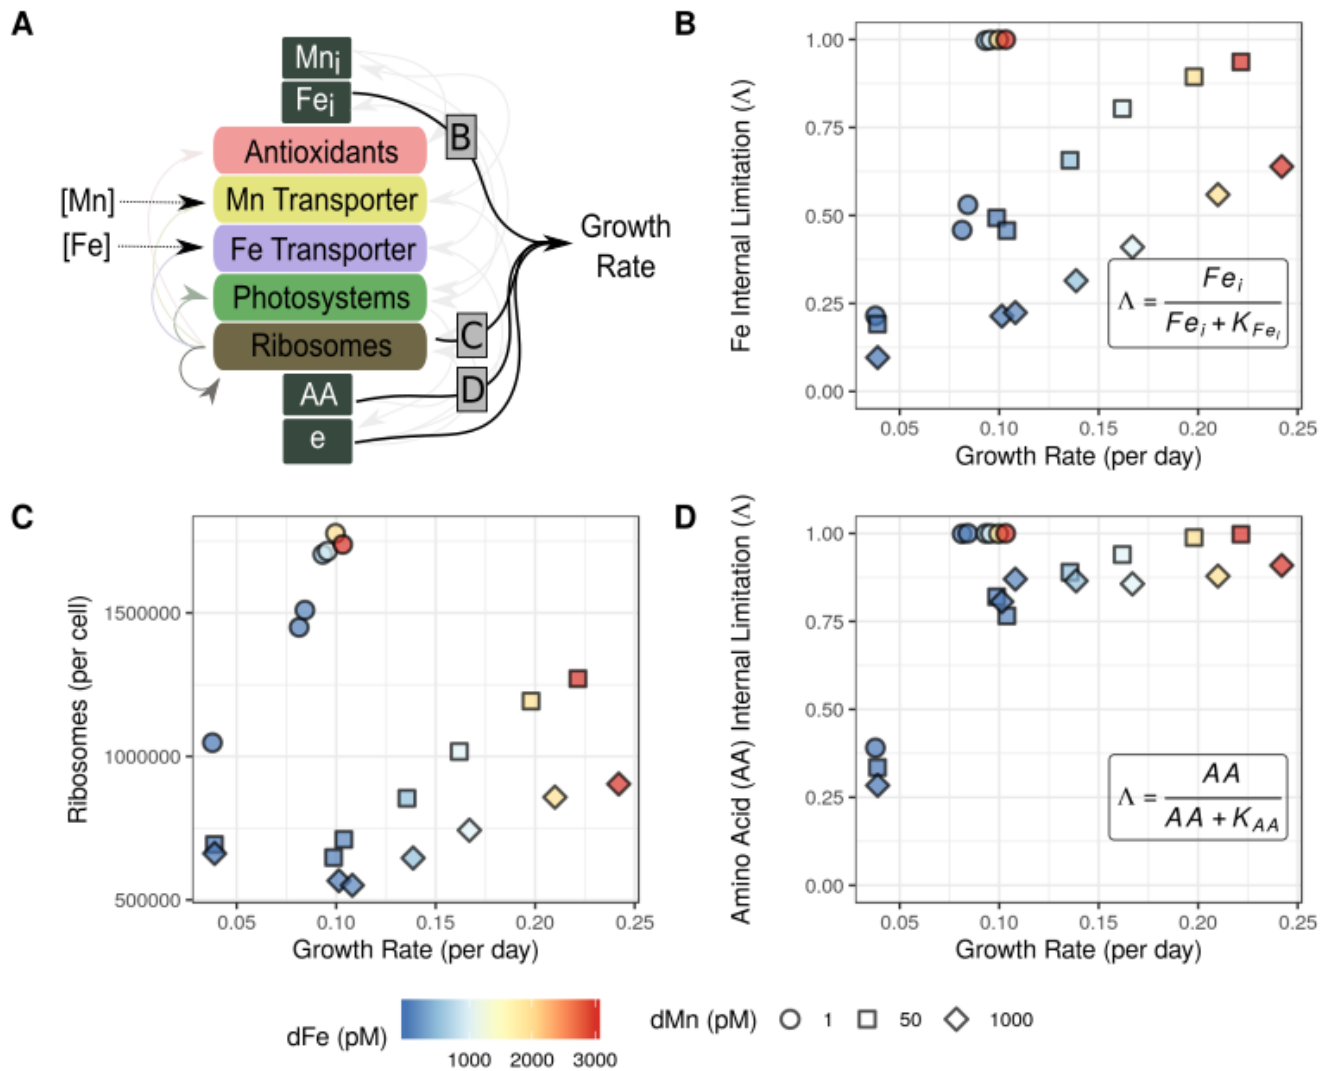 A
Mni
Fei
Antioxidants
Mn Transporter
Fe Transporter
Photosystems
Ribosomes
AA
e
[Mn]
[Fe]
B
C
D
Growth
Rate
B
Fe Internal Limitation (Λ)
1.00
0.75
0.50
0.25
0.00
Λ = Fei / Fei + KFei
0.05 0.10 0.15 0.20 0.25
Growth Rate (per day)
C
Ribosomes (per cell)
1500000
1000000
500000
0.05 0.10 0.15 0.20 0.25
Growth Rate (per day)
D
Amino Acid (AA) Internal Limitation (Λ)
1.00
0.75
0.50
0.25
0.00
Λ = AA / AA + KAA
0.05 0.10 0.15 0.20 0.25
Growth Rate (per day)
dFe (pM)
1000 2000 3000
dMn (pM) 1 50 1000